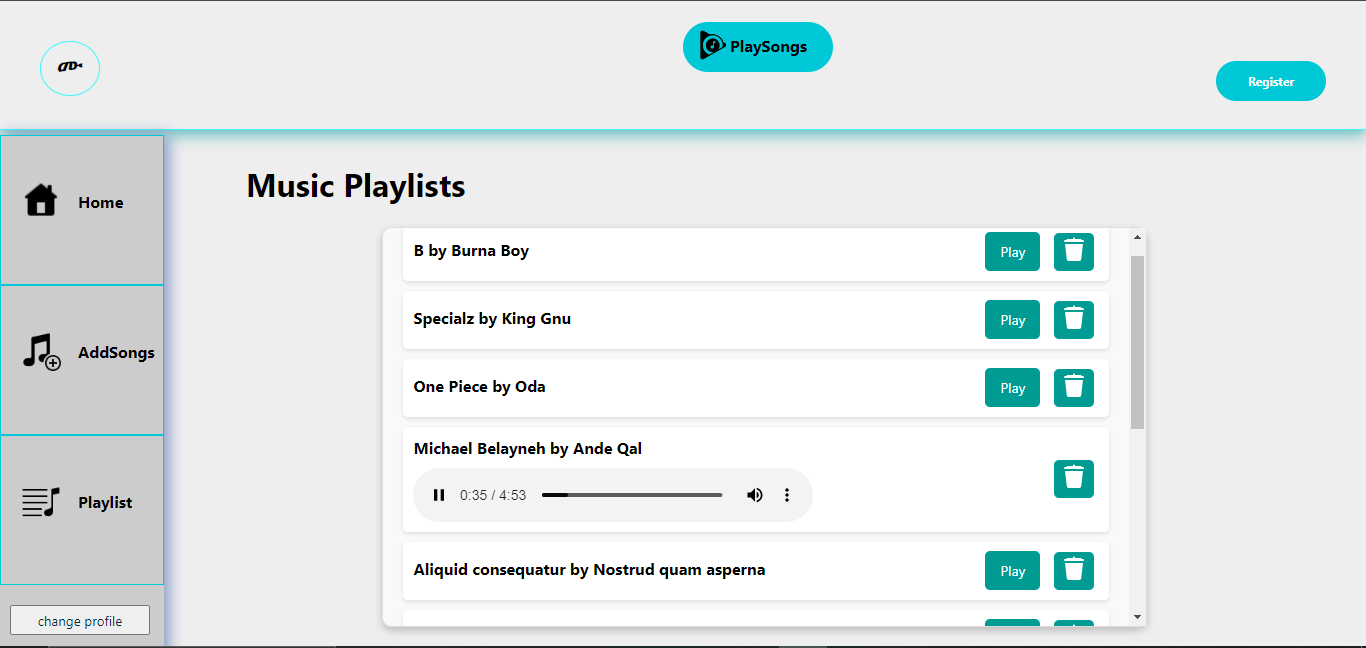 PlaySongs
Register
Home
AddSongs
Playlist
change profile
Music Playlists
B by Burna Boy
Play
Specialz by King Gnu
Play
One Piece by Oda
Play
Michael Belayneh by Ande Qal
0:35 / 4:53
Aliquid consequatur by Nostrud quam asperna
Play